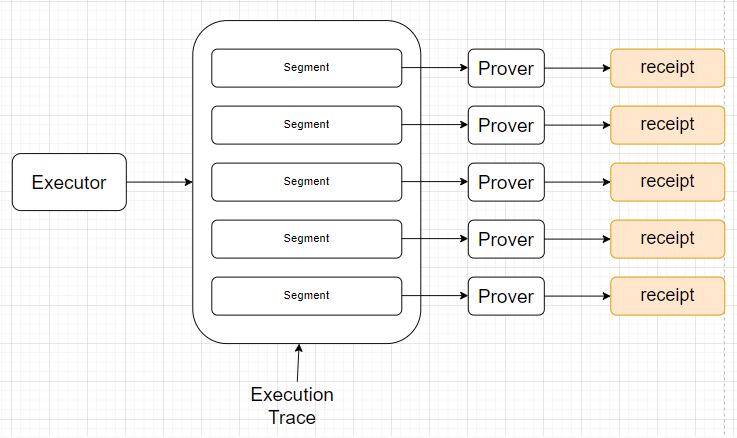 Segment
Prover
receipt
Segment
Prover
receipt
Executor
Segment
Prover
receipt
Segment
Prover
receipt
Segment
Prover
receipt
Execution
Trace